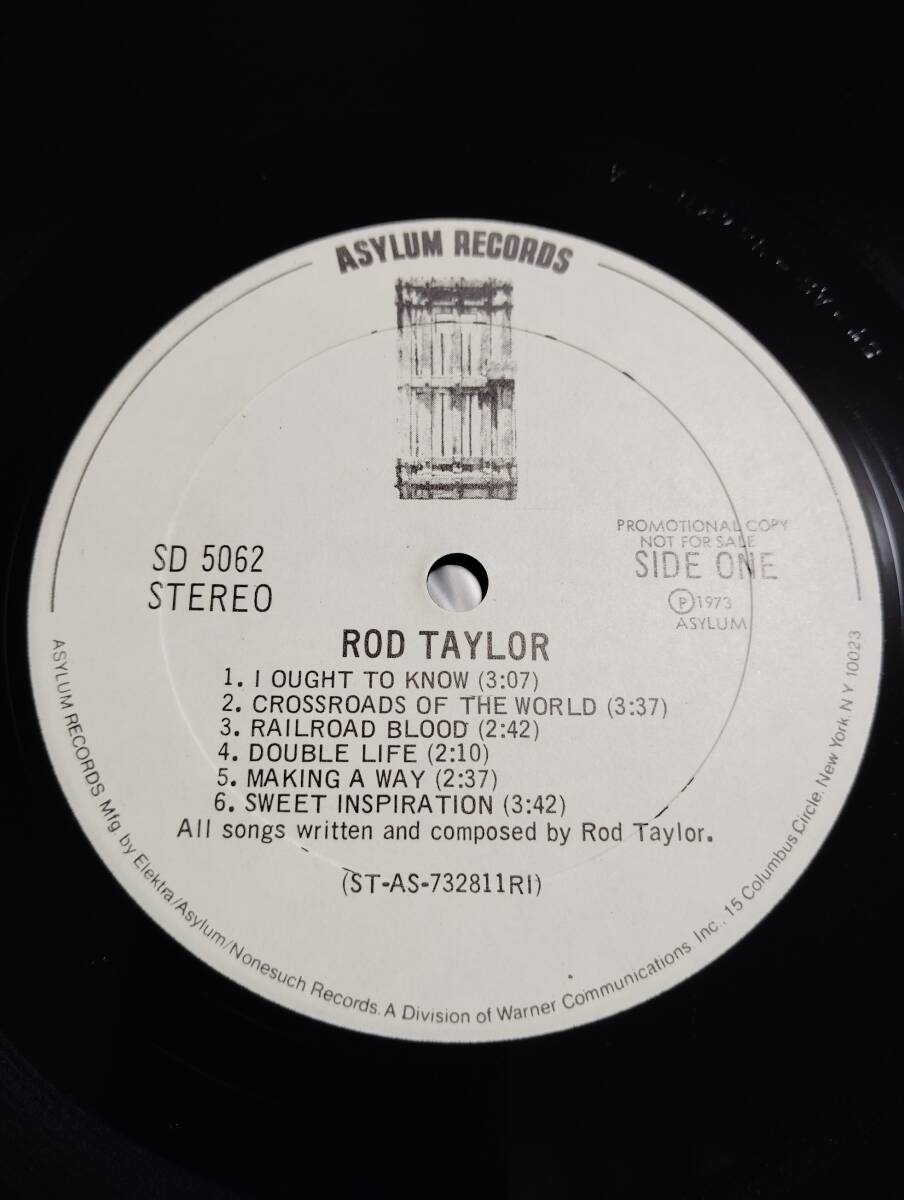 ASYLUM RECORDS
PROMOTIONAL COPY
NOT FOR SALE
SD 5062
STEREO
SIDE ONE
Ⓟ1973
ASYLUM
ROD TAYLOR
1. I OUGHT TO KNOW (3:07)
2. CROSSROADS OF THE WORLD (3:37)
3. RAILROAD BLOOD (2:42)
4. DOUBLE LIFE (2:10)
5. MAKING A WAY (2:37)
6. SWEET INSPIRATION (3:42)
All songs written and composed by Rod Taylor.
(ST-AS-732811RI)
ASYLUM RECORDS Mfg by Elektra/Asylum/Nonesuch Records. A Division of Warner Communications, Inc., 15 Columbus Circle, New York, N Y 10023